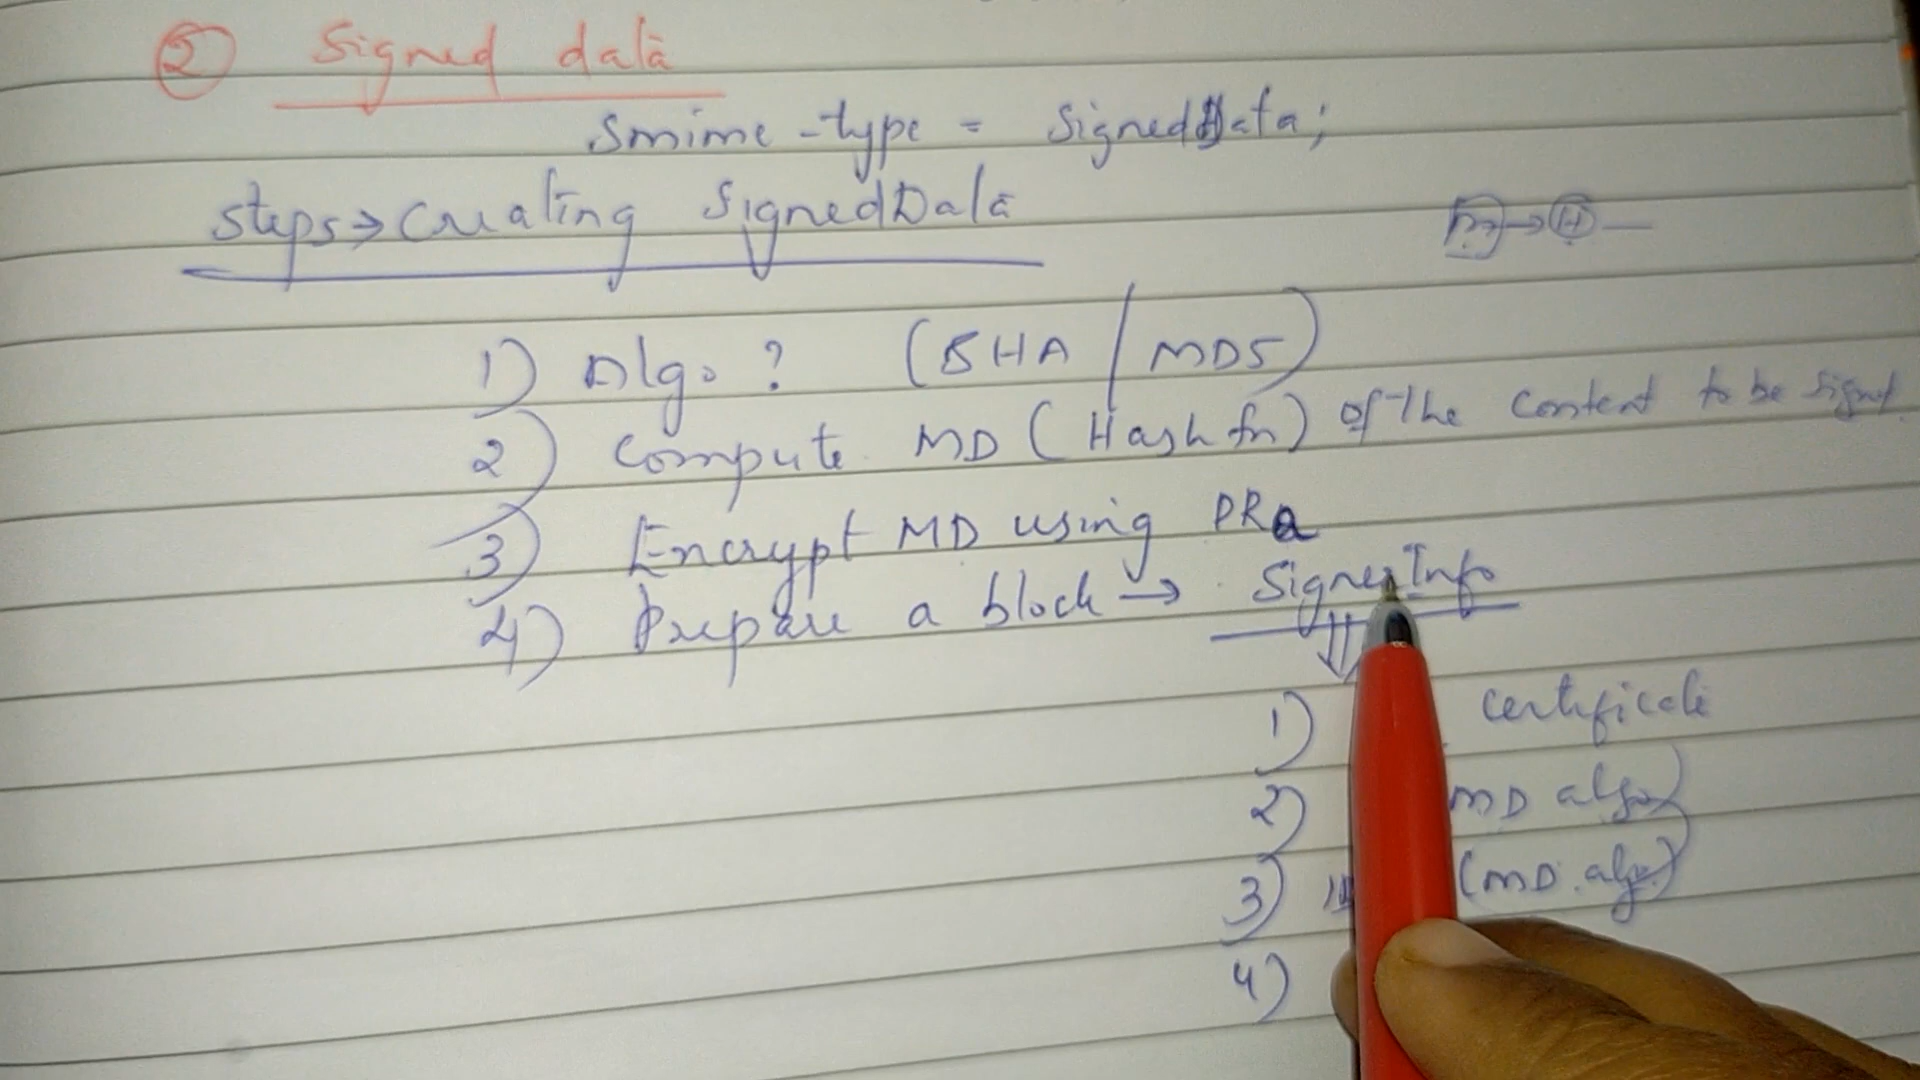 ② Signed data
Smime-type = SignedData;
Steps → Creating SignedData
M → H
1) Algo ? (SHA / MD5)
2) Compute MD (Hash fn) of the content to be signed.
3) Encrypt MD using PRa
4) Prepare a block → SignerInfo
1) certificate
2) MD algo
3) (MD. algo)
4)